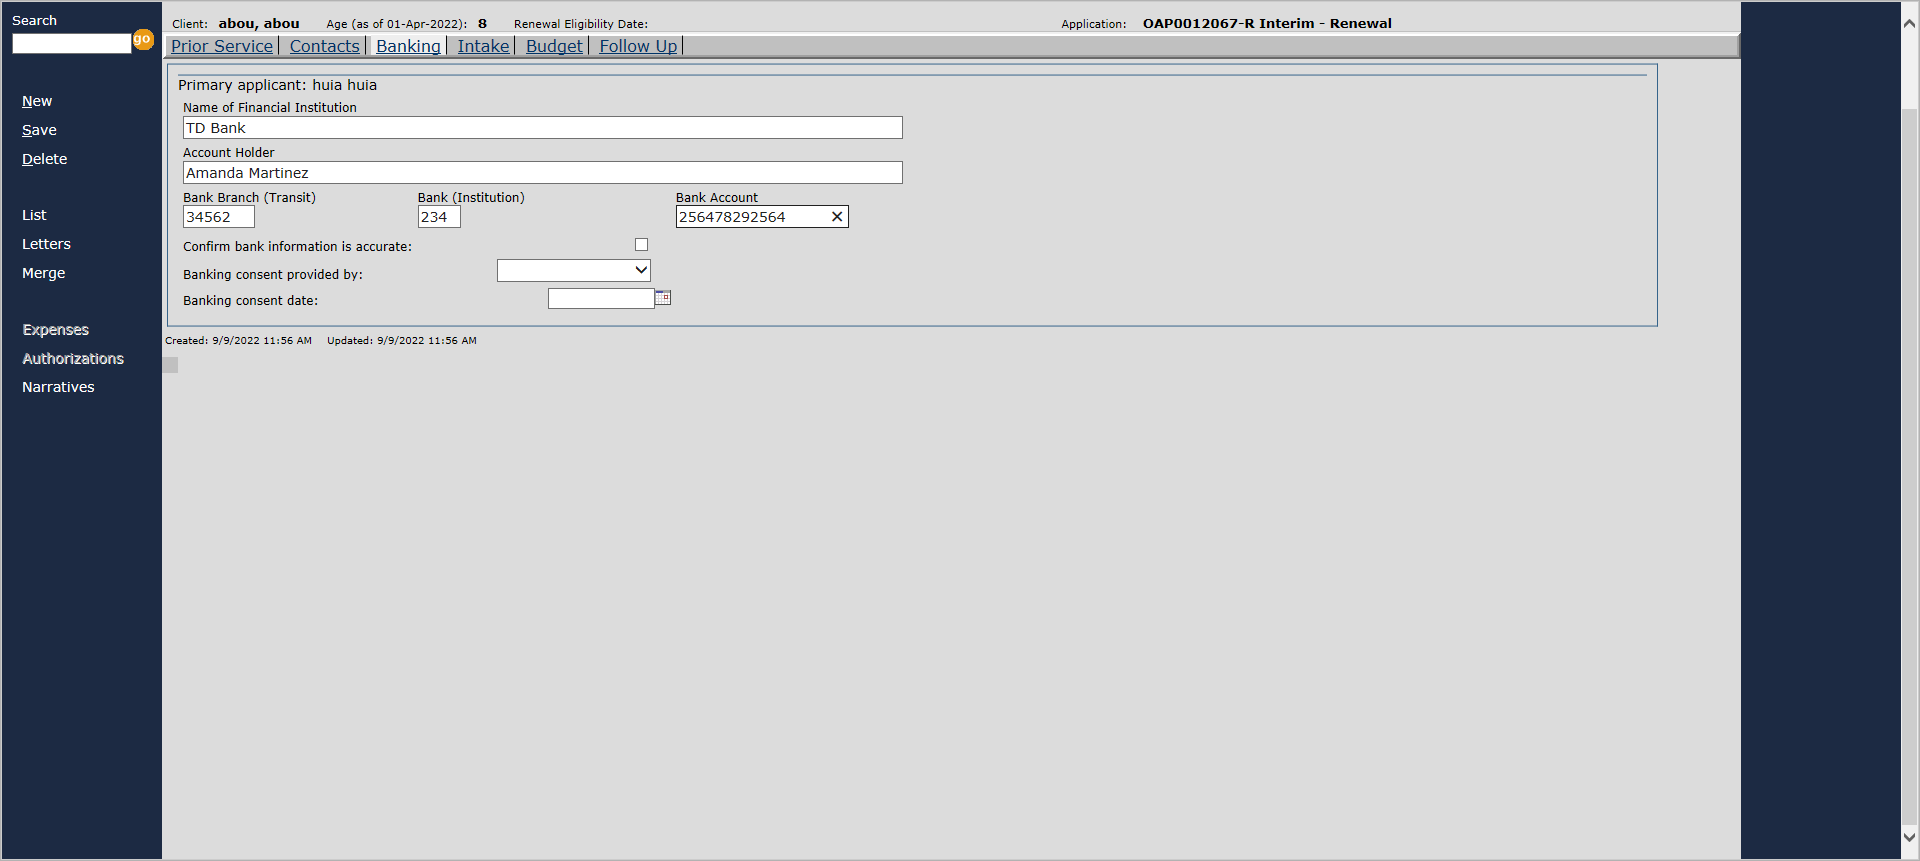 Search
go
New
Save
Delete
List
Letters
Merge
Expenses
Authorizations
Narratives
Client: abou, abou Age (as of 01-Apr-2022): 8 Renewal Eligibility Date: Application: OAP0012067-R Interim - Renewal
Prior Service Contacts Banking Intake Budget Follow Up
Primary applicant: huia huia
Name of Financial Institution
TD Bank
Account Holder
Amanda Martinez
Bank Branch (Transit) Bank (Institution) Bank Account
34562 234 256478292564
Confirm bank information is accurate:
Banking consent provided by:
Banking consent date:
Created: 9/9/2022 11:56 AM Updated: 9/9/2022 11:56 AM